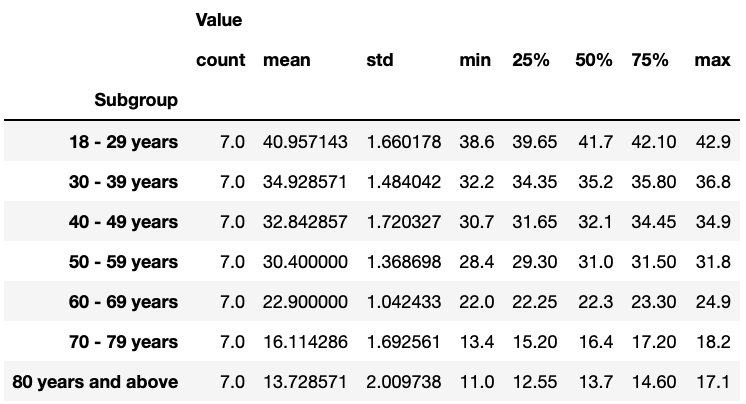 Value
count mean std min 25% 50% 75% max
Subgroup
18 - 29 years 7.0 40.957143 1.660178 38.6 39.65 41.7 42.10 42.9
30 - 39 years 7.0 34.928571 1.484042 32.2 34.35 35.2 35.80 36.8
40 - 49 years 7.0 32.842857 1.720327 30.7 31.65 32.1 34.45 34.9
50 - 59 years 7.0 30.400000 1.368698 28.4 29.30 31.0 31.50 31.8
60 - 69 years 7.0 22.900000 1.042433 22.0 22.25 22.3 23.30 24.9
70 - 79 years 7.0 16.114286 1.692561 13.4 15.20 16.4 17.20 18.2
80 years and above 7.0 13.728571 2.009738 11.0 12.55 13.7 14.60 17.1